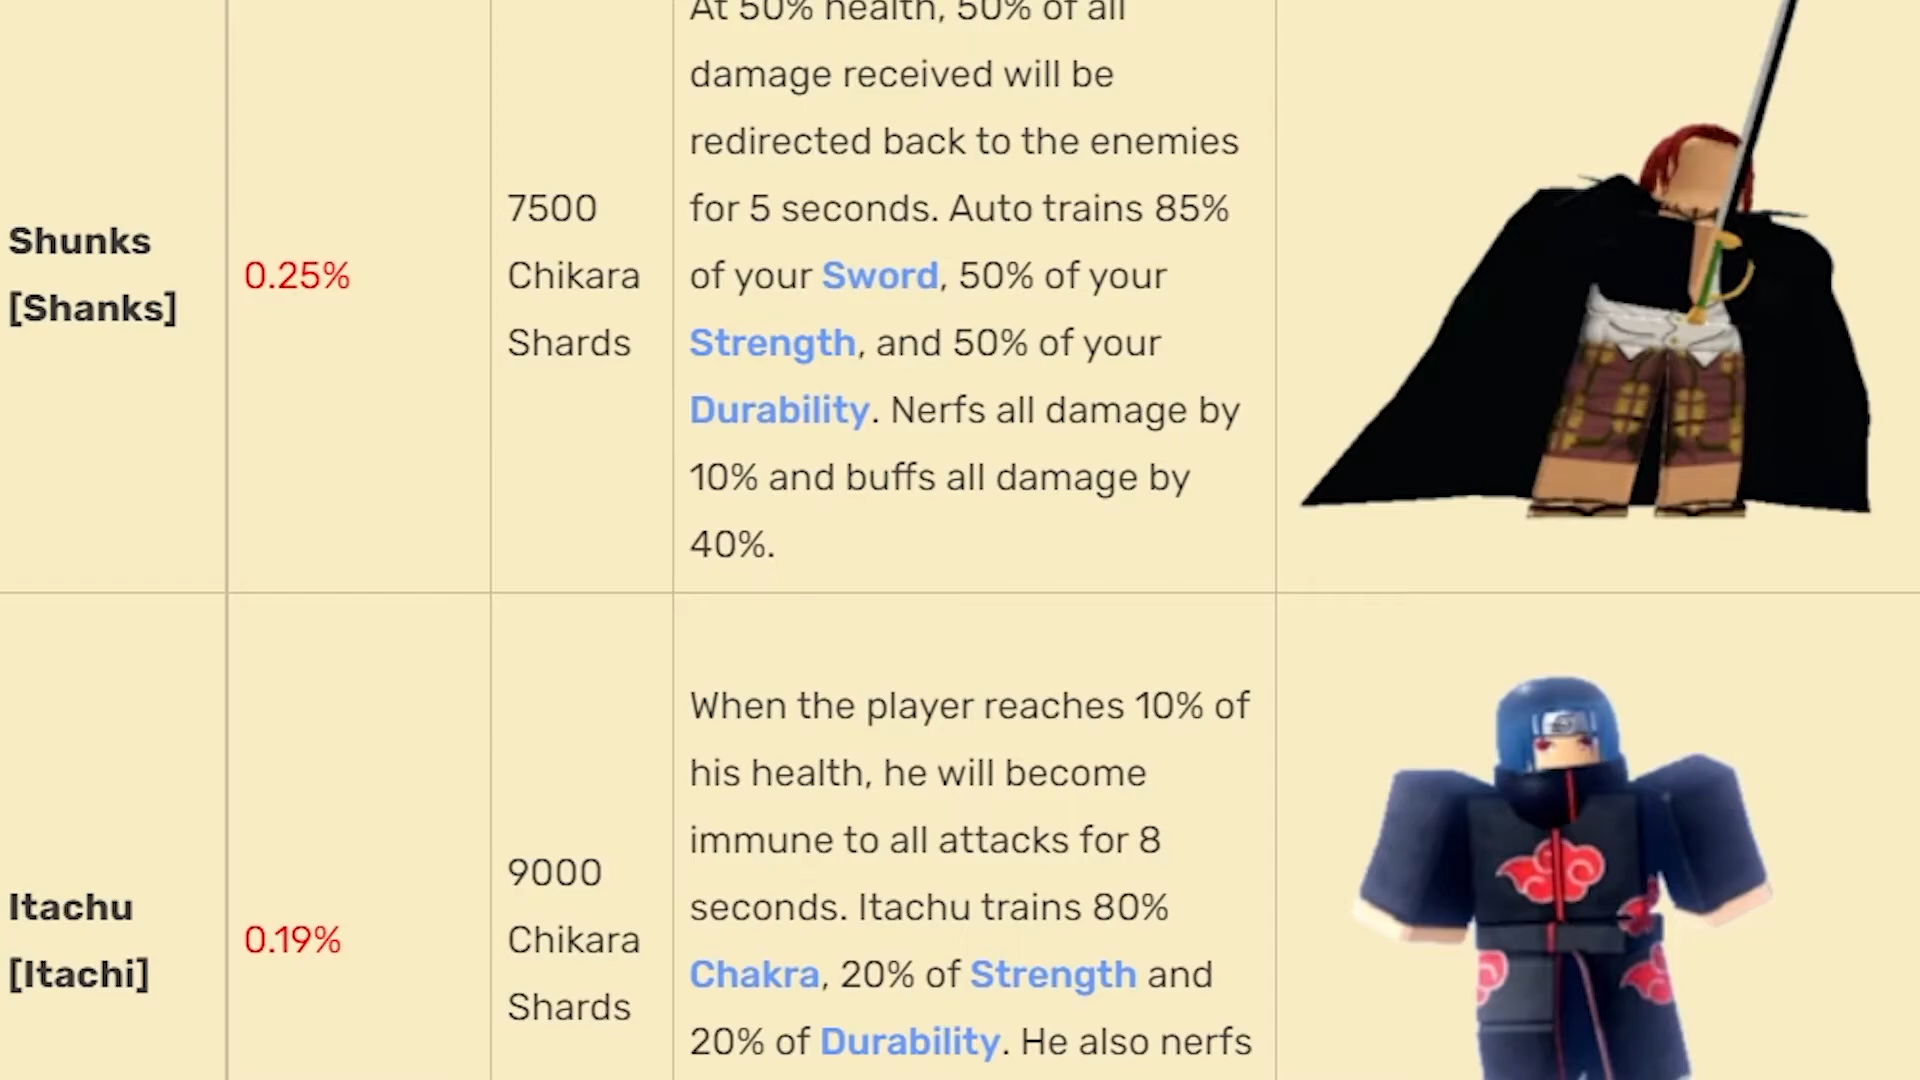 Shunks
[Shanks]
0.25%
7500
Chikara
Shards
At 50% health, 50% of all
damage received will be
redirected back to the enemies
for 5 seconds. Auto trains 85%
of your Sword, 50% of your
Strength, and 50% of your
Durability. Nerfs all damage by
10% and buffs all damage by
40%.
Itachu
[Itachi]
0.19%
9000
Chikara
Shards
When the player reaches 10% of
his health, he will become
immune to all attacks for 8
seconds. Itachu trains 80%
Chakra, 20% of Strength and
20% of Durability. He also nerfs